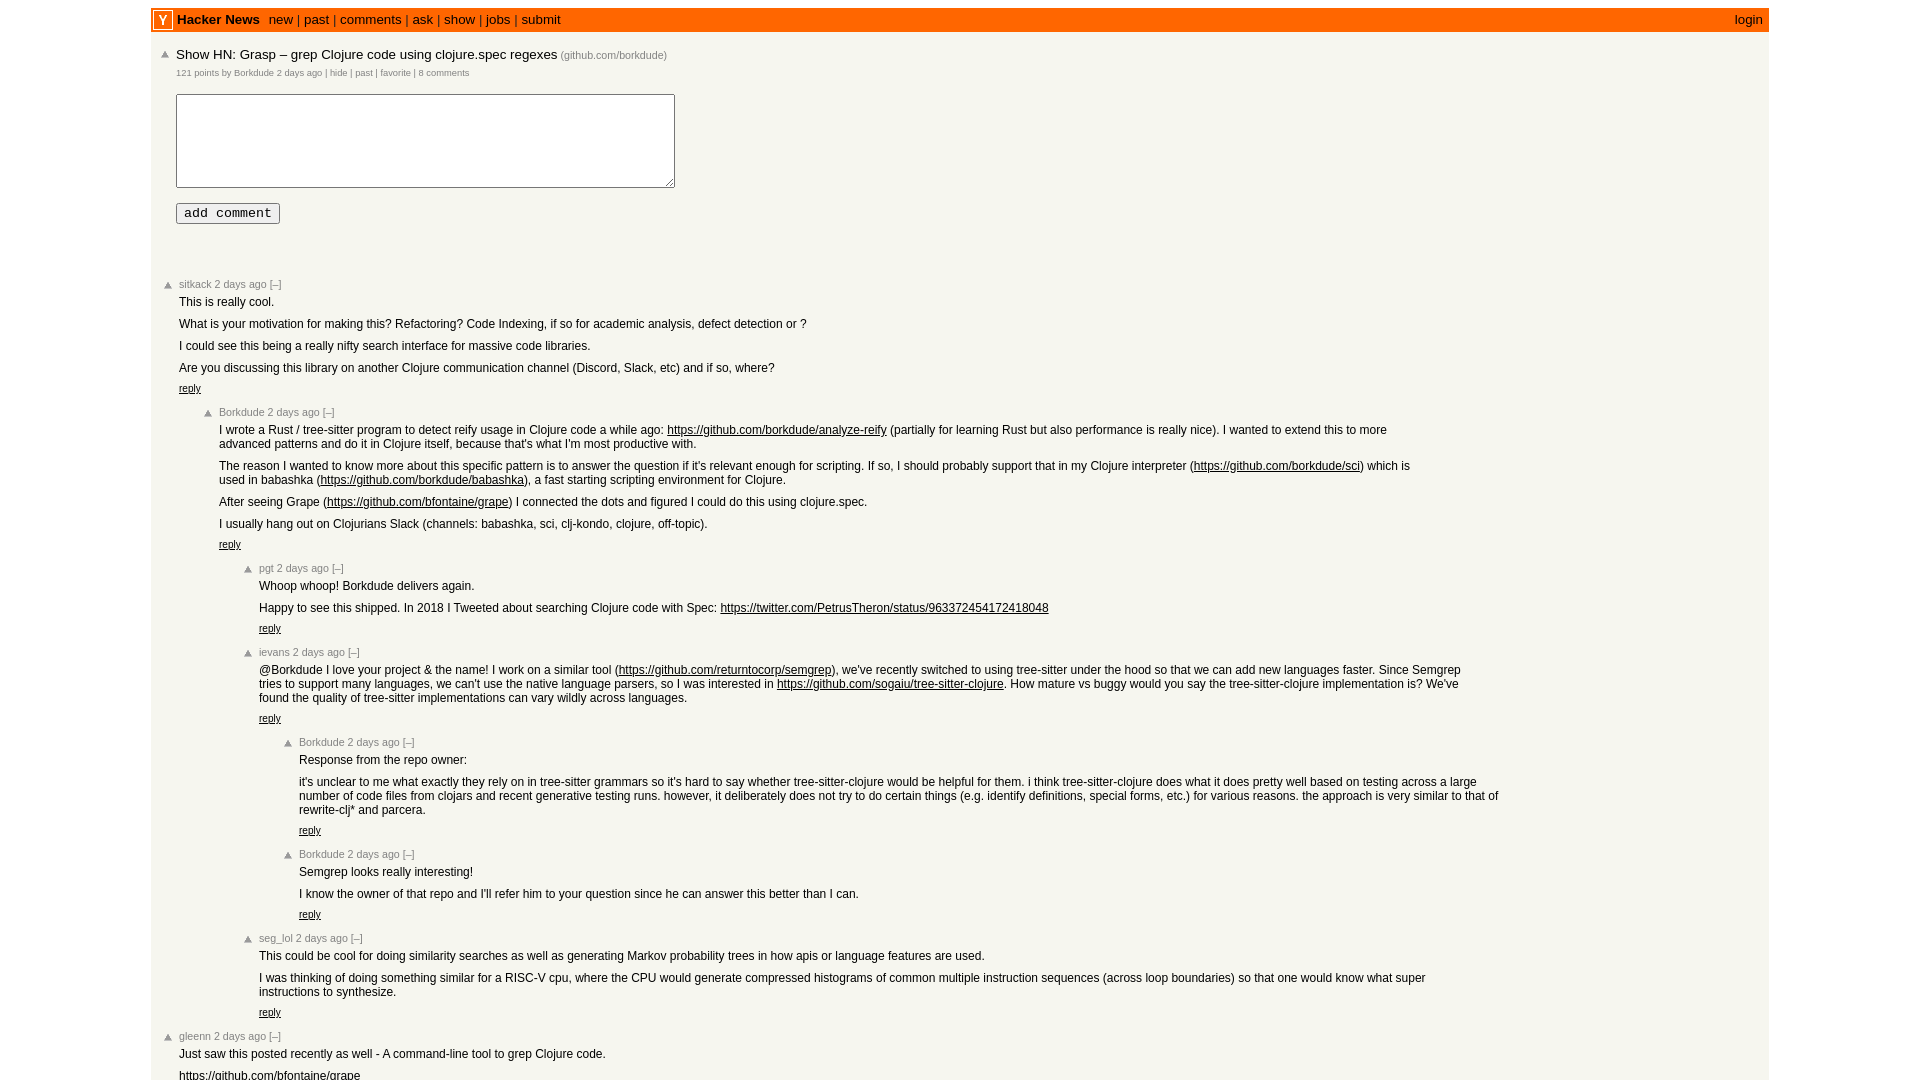 Y Hacker News new | past | comments | ask | show | jobs | submit login
Show HN: Grasp – grep Clojure code using clojure.spec regexes (github.com/borkdude)
121 points by Borkdude 2 days ago | hide | past | favorite | 8 comments
add comment
sitkack 2 days ago [–]
This is really cool.
What is your motivation for making this? Refactoring? Code Indexing, if so for academic analysis, defect detection or ?
I could see this being a really nifty search interface for massive code libraries.
Are you discussing this library on another Clojure communication channel (Discord, Slack, etc) and if so, where?
reply
Borkdude 2 days ago [–]
I wrote a Rust / tree-sitter program to detect reify usage in Clojure code a while ago: https://github.com/borkdude/analyze-reify (partially for learning Rust but also performance is really nice). I wanted to extend this to more
advanced patterns and do it in Clojure itself, because that's what I'm most productive with.
The reason I wanted to know more about this specific pattern is to answer the question if it's relevant enough for scripting. If so, I should probably support that in my Clojure interpreter (https://github.com/borkdude/sci) which is
used in babashka (https://github.com/borkdude/babashka), a fast starting scripting environment for Clojure.
After seeing Grape (https://github.com/bfontaine/grape) I connected the dots and figured I could do this using clojure.spec.
I usually hang out on Clojurians Slack (channels: babashka, sci, clj-kondo, clojure, off-topic).
reply
pgt 2 days ago [–]
Whoop whoop! Borkdude delivers again.
Happy to see this shipped. In 2018 I Tweeted about searching Clojure code with Spec: https://twitter.com/PetrusTheron/status/963372454172418048
reply
ievans 2 days ago [–]
@Borkdude I love your project & the name! I work on a similar tool (https://github.com/returntocorp/semgrep), we've recently switched to using tree-sitter under the hood so that we can add new languages faster. Since Semgrep
tries to support many languages, we can't use the native language parsers, so I was interested in https://github.com/sogaiu/tree-sitter-clojure. How mature vs buggy would you say the tree-sitter-clojure implementation is? We've
found the quality of tree-sitter implementations can vary wildly across languages.
reply
Borkdude 2 days ago [–]
Response from the repo owner:
it's unclear to me what exactly they rely on in tree-sitter grammars so it's hard to say whether tree-sitter-clojure would be helpful for them. i think tree-sitter-clojure does what it does pretty well based on testing across a large
number of code files from clojars and recent generative testing runs. however, it deliberately does not try to do certain things (e.g. identify definitions, special forms, etc.) for various reasons. the approach is very similar to that of
rewrite-clj* and parcera.
reply
Borkdude 2 days ago [–]
Semgrep looks really interesting!
I know the owner of that repo and I'll refer him to your question since he can answer this better than I can.
reply
seg_lol 2 days ago [–]
This could be cool for doing similarity searches as well as generating Markov probability trees in how apis or language features are used.
I was thinking of doing something similar for a RISC-V cpu, where the CPU would generate compressed histograms of common multiple instruction sequences (across loop boundaries) so that one would know what super
instructions to synthesize.
reply
gleenn 2 days ago [–]
Just saw this posted recently as well - A command-line tool to grep Clojure code.
https://github.com/bfontaine/grape